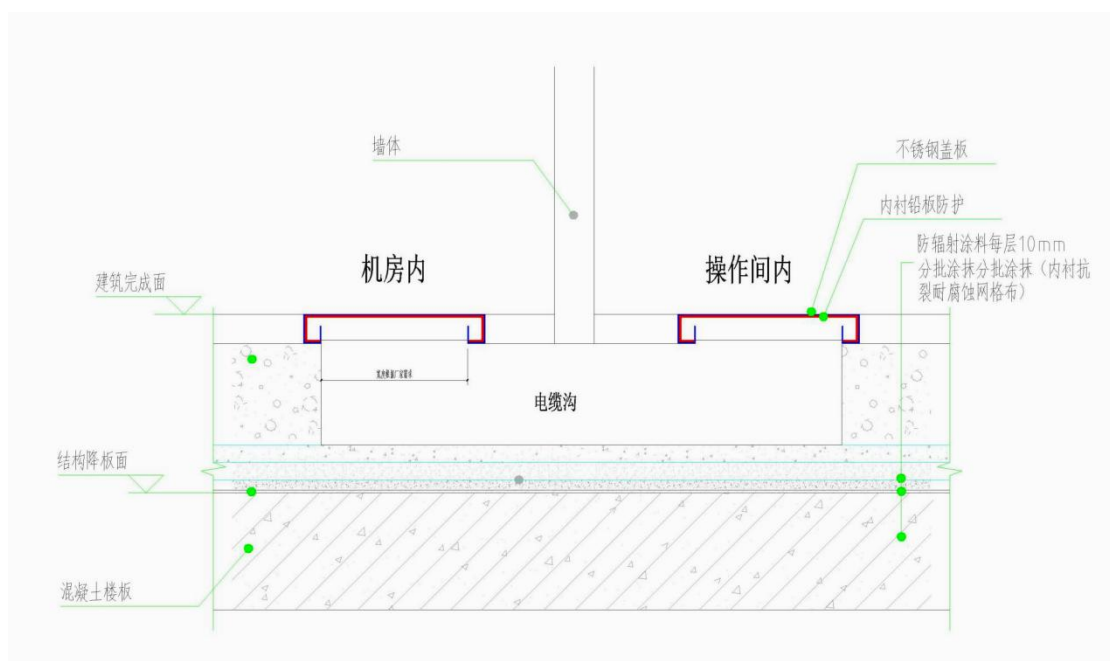 墙体
不锈钢盖板
内衬铅板防护
防辐射涂料每层10mm
分批涂抹分批涂抹（内衬抗
裂耐腐蚀网格布）
机房内
操作间内
建筑完成面
电缆沟
结构降板面
混凝土楼板